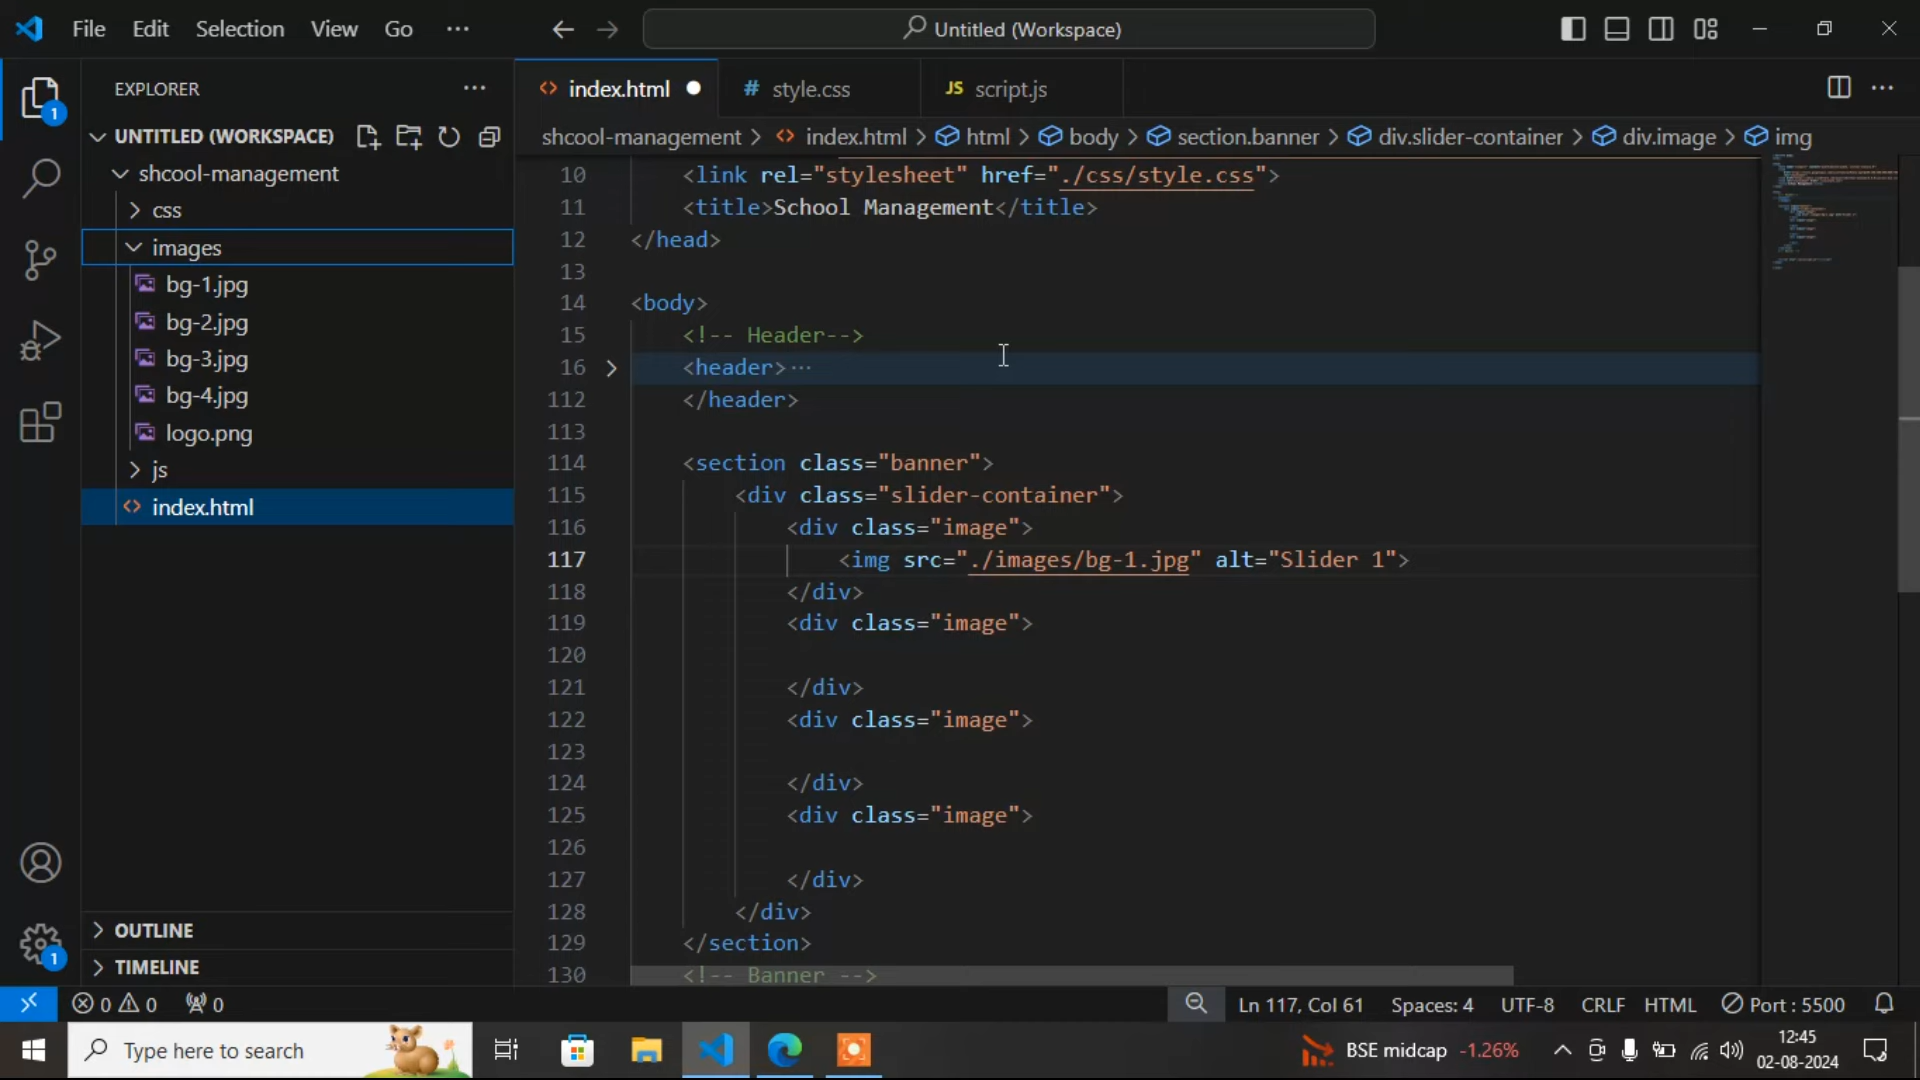 File Edit Selection View Go ··· Untitled (Workspace)
EXPLORER ···
index.html # style.css JS script.js ···
UNTITLED (WORKSPACE)
shcool-management > index.html > html > body > section.banner > div.slider-container > div.image > img
shcool-management
css
images
bg-1.jpg
bg-2.jpg
bg-3.jpg
bg-4.jpg
logo.png
js
index.html
OUTLINE
TIMELINE
1
1
10 <link rel="stylesheet" href="./css/style.css">
11 <title>School Management</title>
12 </head>
13
14 <body>
15 <!-- Header-->
16 <header>···
112 </header>
113
114 <section class="banner">
115 <div class="slider-container">
116 <div class="image">
117 <img src="./images/bg-1.jpg" alt="Slider 1">
118 </div>
119 <div class="image">
120
121 </div>
122 <div class="image">
123
124 </div>
125 <div class="image">
126
127 </div>
128 </div>
129 </section>
130 <!-- Banner -->
0 0 0 Ln 117, Col 61 Spaces: 4 UTF-8 CRLF HTML Port : 5500
Type here to search BSE midcap -1.26% 12:45
02-08-2024